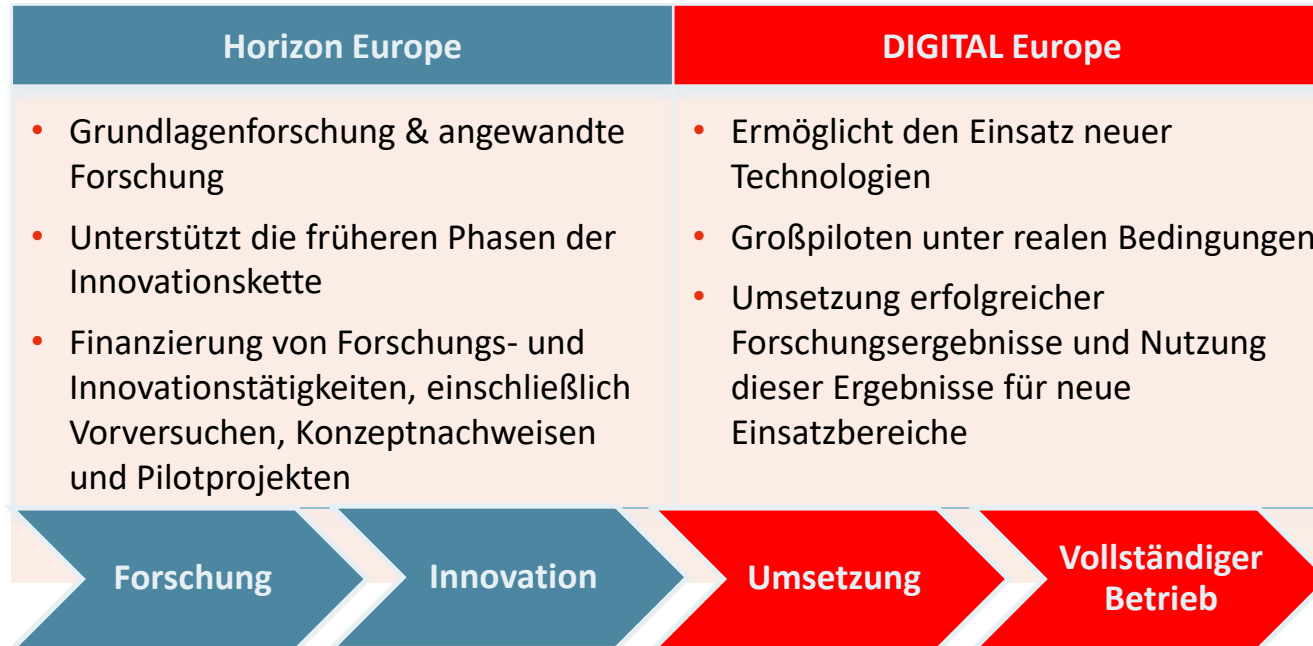 Horizon Europe
DIGITAL Europe
• Grundlagenforschung & angewandte
Forschung
• Unterstützt die früheren Phasen der
Innovationskette
• Finanzierung von Forschungs- und
Innovationstätigkeiten, einschließlich
Vorversuchen, Konzeptnachweisen
und Pilotprojekten
• Ermöglicht den Einsatz neuer
Technologien
• Großpiloten unter realen Bedingungen
• Umsetzung erfolgreicher
Forschungsergebnisse und Nutzung
dieser Ergebnisse für neue
Einsatzbereiche
Forschung
Innovation
Umsetzung
Vollständiger
Betrieb